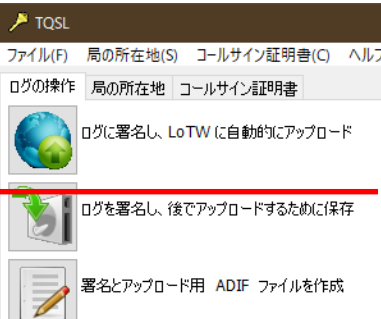 TQSL
ファイル(F) 局の所在地(S) コールサイン証明書(C) ヘルプ
ログの操作 局の所在地 コールサイン証明書
ログに署名し、LoTW に自動的にアップロード
ログを署名し、後でアップロードするために保存
署名とアップロード用 ADIF ファイルを作成